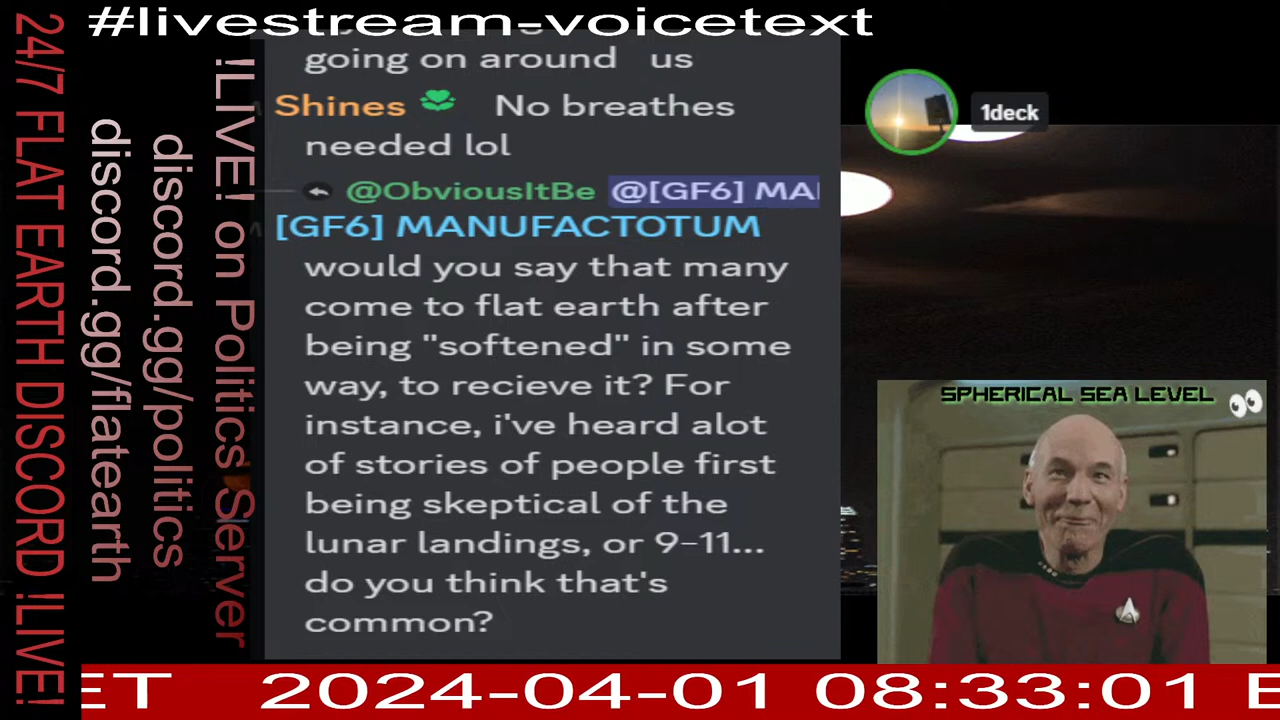 #livestream-voicetext
24/7 FLAT EARTH DISCORD !LIVE!
discord.gg/flatearth
discord.gg/politics
!LIVE! on Politics Server
going on around us
Shines No breathes
needed lol
@ObviousItBe @[GF6] MA
[GF6] MANUFACTOTUM
would you say that many
come to flat earth after
being "softened" in some
way, to recieve it? For
instance, i've heard alot
of stories of people first
being skeptical of the
lunar landings, or 9-11...
do you think that's
common?
1deck
SPHERICAL SEA LEVEL
ET 2024-04-01 08:33:01 E